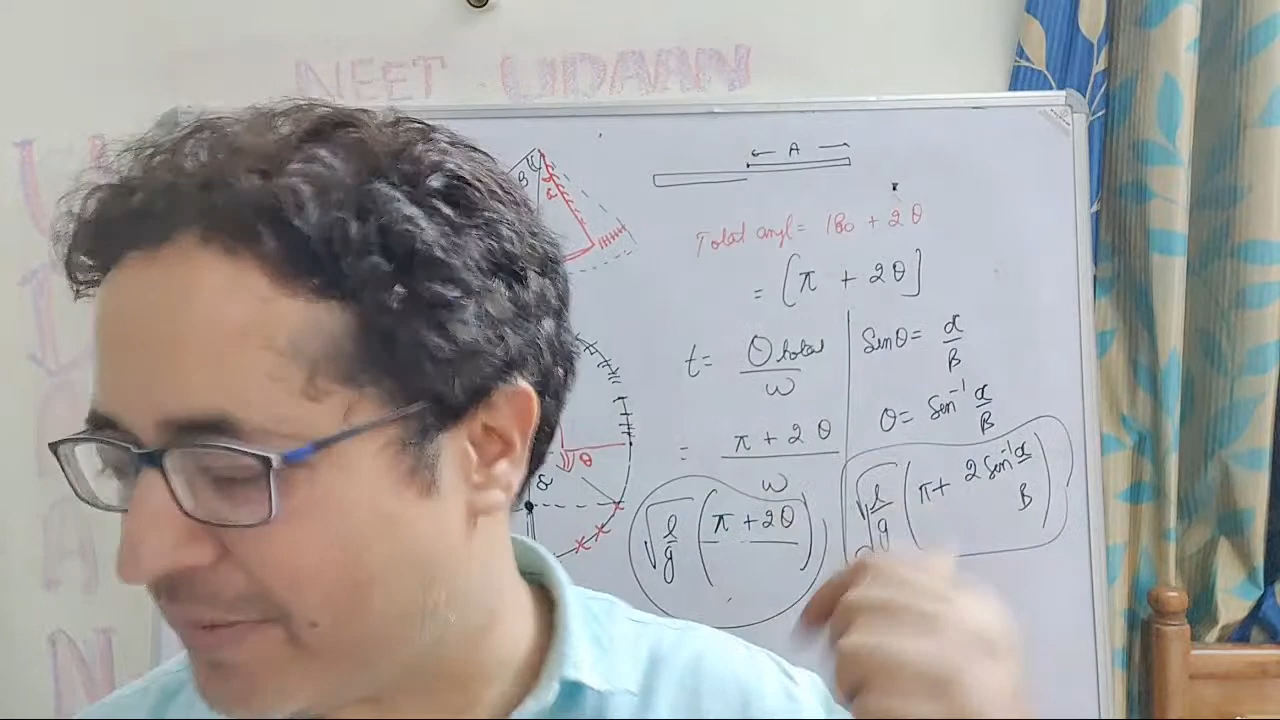 NEET UDAAN
β α
A
Total angl = 180 + 2θ
= [π + 2θ]
t = θ total / ω
= π + 2θ / ω
√l/g (π + 2θ)
Sinθ = α/β
θ = Sin⁻¹ α/β
√l/g (π + 2 Sin⁻¹ α/β)
θ
α